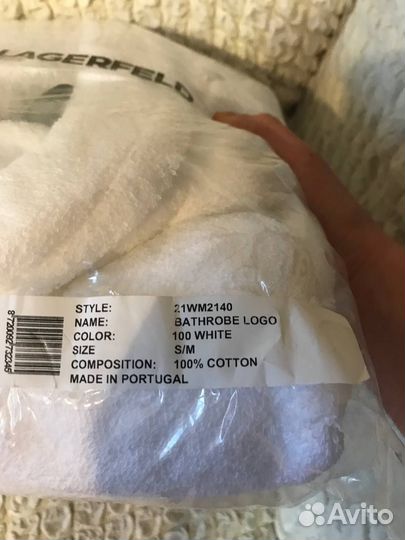 LAGERFELD
STYLE: 21WM2140
NAME: BATHROBE LOGO
COLOR: 100 WHITE
SIZE S/M
COMPOSITION: 100% COTTON
MADE IN PORTUGAL
Avito